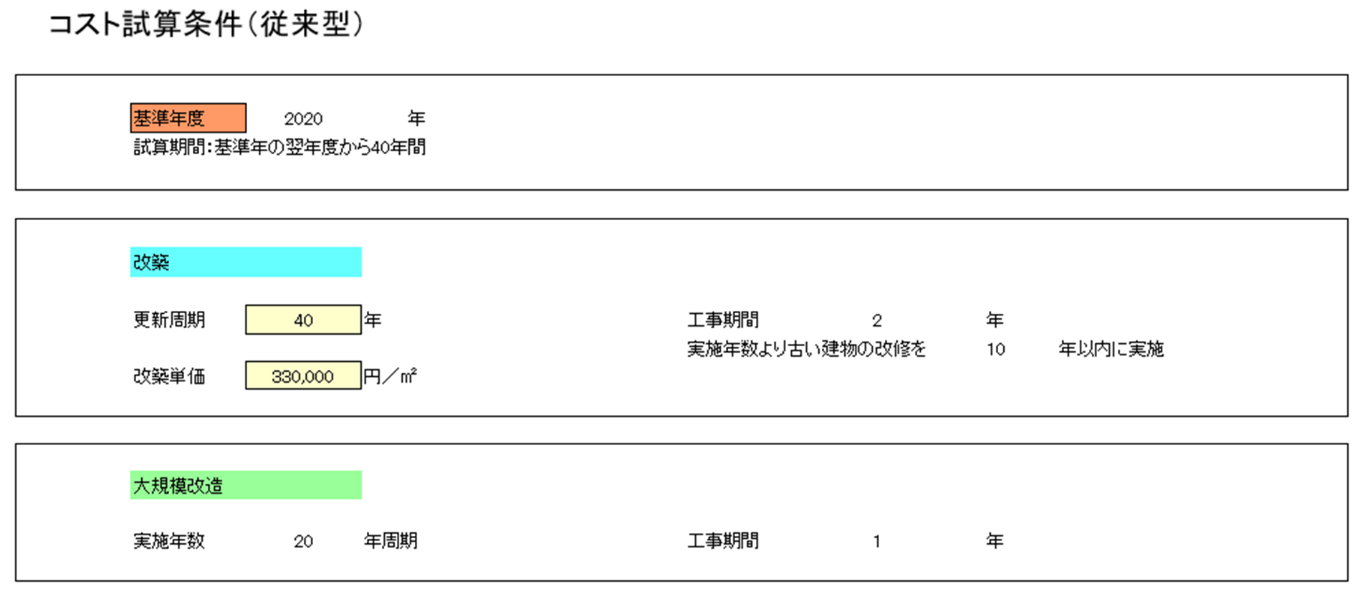 コスト試算条件(従来型)
基準年度 2020 年
試算期間:基準年の翌年度から40年間
改築
更新周期 40 年 工事期間 2 年
実施年数より古い建物の改修を 10 年以内に実施
改築単価 330,000 円/㎡
大規模改造
実施年数 20 年周期 工事期間 1 年